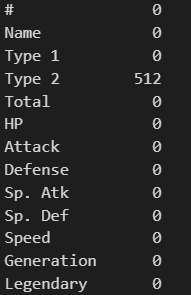 #                0
Name             0
Type 1           0
Type 2         512
Total            0
HP               0
Attack           0
Defense          0
Sp. Atk          0
Sp. Def          0
Speed            0
Generation       0
Legendary        0